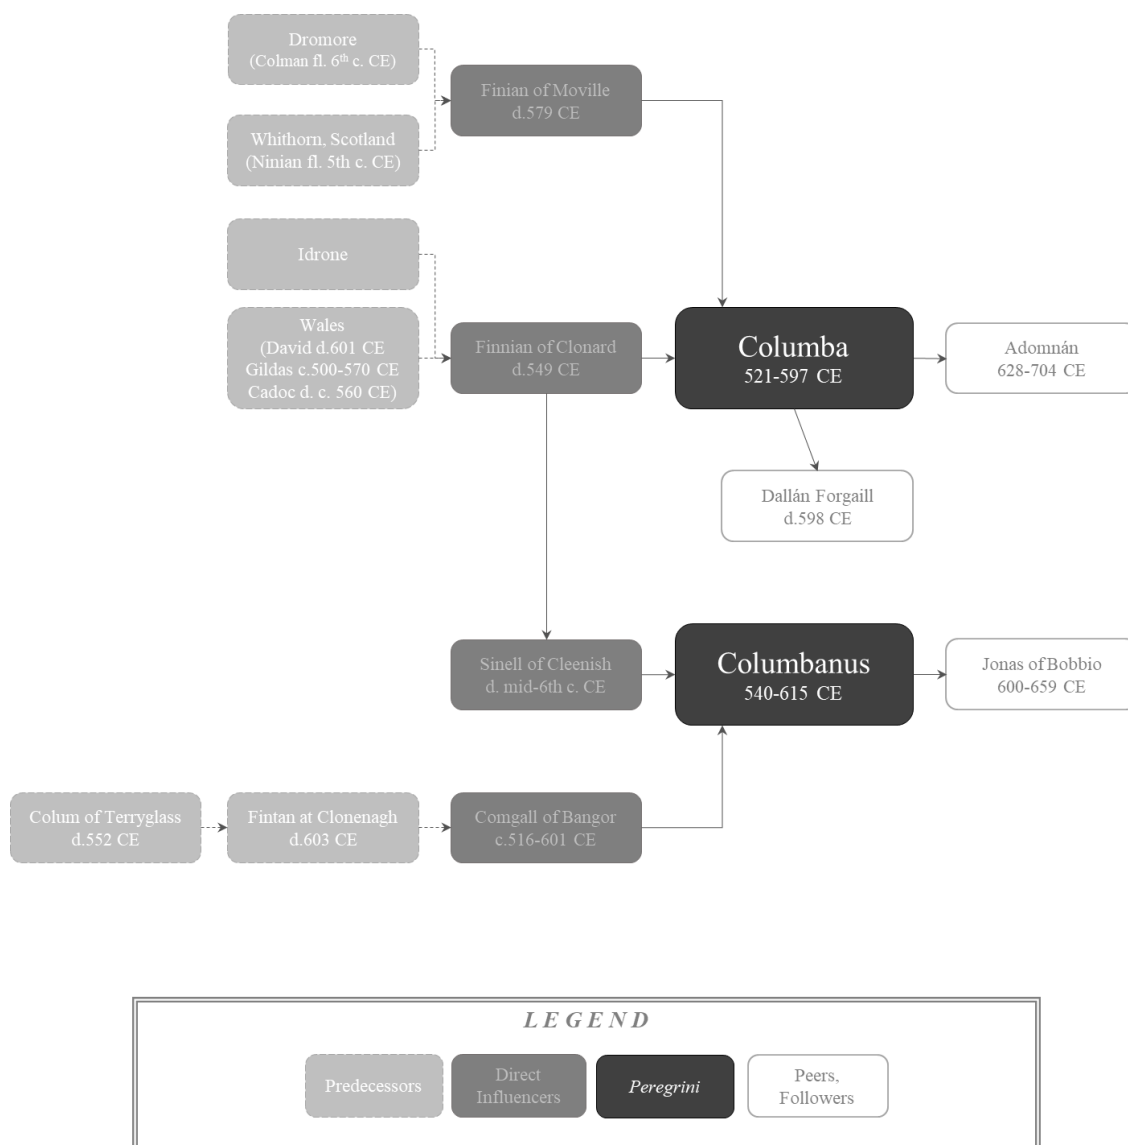 Dromore
(Colman fl. 6th c. CE)
Finian of Moville
d.579 CE
Whithorn, Scotland
(Ninian fl. 5th c. CE)
Idrone
Wales
(David d.601 CE
Gildas c.500-570 CE
Cadoc d. c. 560 CE)
Finnian of Clonard
d.549 CE
Columba
521-597 CE
Adomnán
628-704 CE
Dallán Forgaill
d.598 CE
Sinell of Cleenish
d. mid-6th c. CE
Columbanus
540-615 CE
Jonas of Bobbio
600-659 CE
Colum of Terryglass
d.552 CE
Fintan at Clonenagh
d.603 CE
Comgall of Bangor
c.516-601 CE
LEGEND
Predecessors
Direct
Influencers
Peregrini
Peers,
Followers